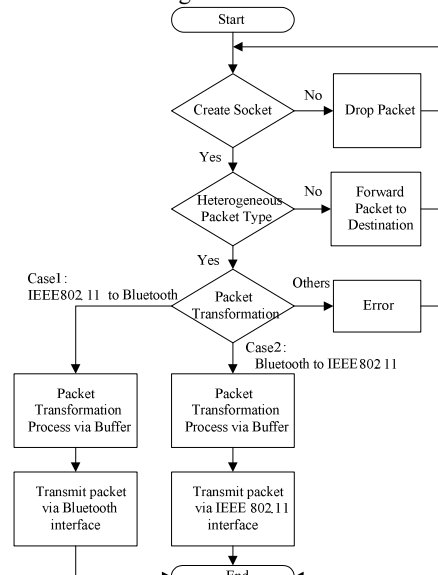 Start
Create Socket
No
Drop Packet
Yes
Heterogeneous
Packet Type
No
Forward
Packet to
Destination
Yes
Case1:
IEEE802.11 to Bluetooth
Packet
Transformation
Others
Error
Case2:
Bluetooth to IEEE802 11
Packet
Transformation
Process via Buffer
Packet
Transformation
Process via Buffer
Transmit packet
via Bluetooth
interface
Transmit packet
via IEEE 802.11
interface
End